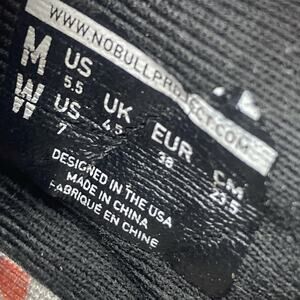 WWW.NOBULLPROJECT.COM
M US UK EUR CM
W 5.5 4.5 38 23.5
US
7
DESIGNED IN THE USA
MADE IN CHINA
FABRIQUÉ EN CHINE